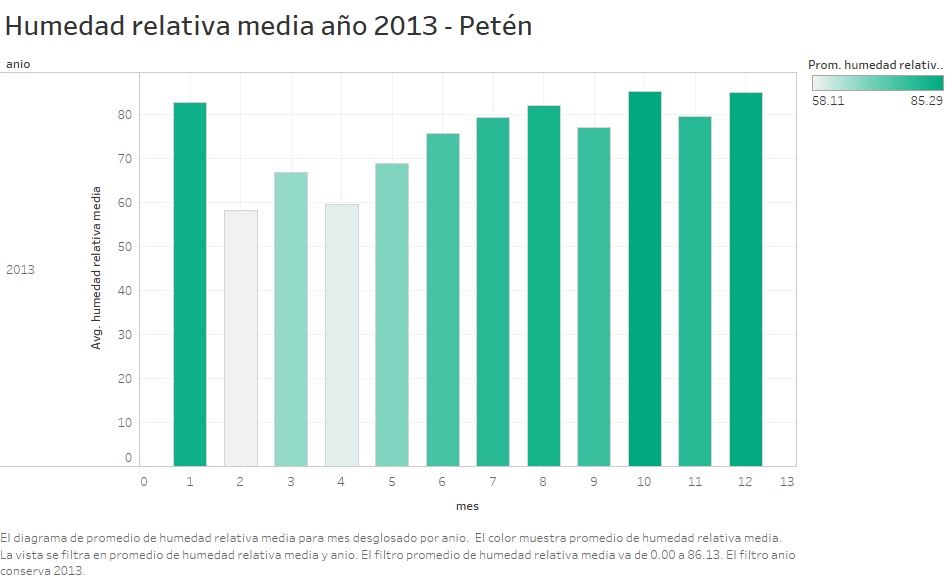 Humedad relativa media año 2013 - Petén
anio
Prom. humedad relativ..
58.11 85.29
2013
Avg. humedad relativa media
80
70
60
50
40
30
20
10
0
0 1 2 3 4 5 6 7 8 9 10 11 12 13
mes
El diagrama de promedio de humedad relativa media para mes desglosado por anio. El color muestra promedio de humedad relativa media.
La vista se filtra en promedio de humedad relativa media y anio. El filtro promedio de humedad relativa media va de 0.00 a 86.13. El filtro anio
conserva 2013.